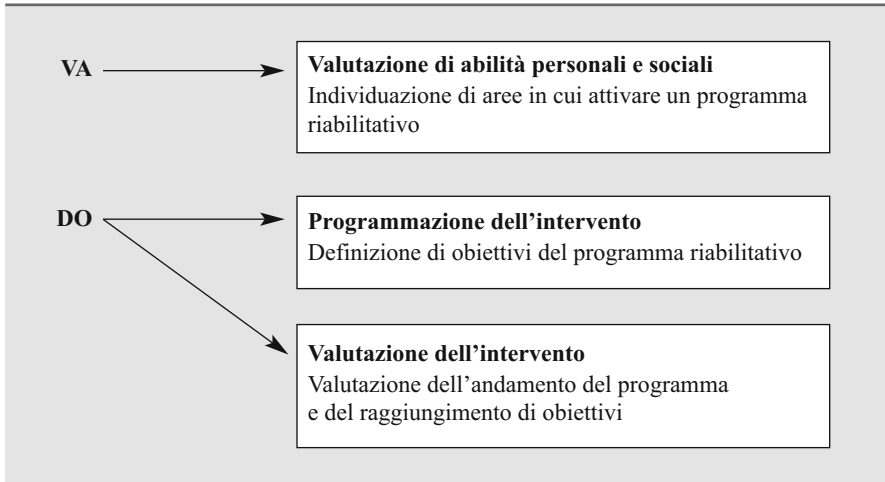 VA
Valutazione di abilità personali e sociali
Individuazione di aree in cui attivare un programma
riabilitativo
DO
Programmazione dell’intervento
Definizione di obiettivi del programma riabilitativo
Valutazione dell’intervento
Valutazione dell’andamento del programma
e del raggiungimento di obiettivi